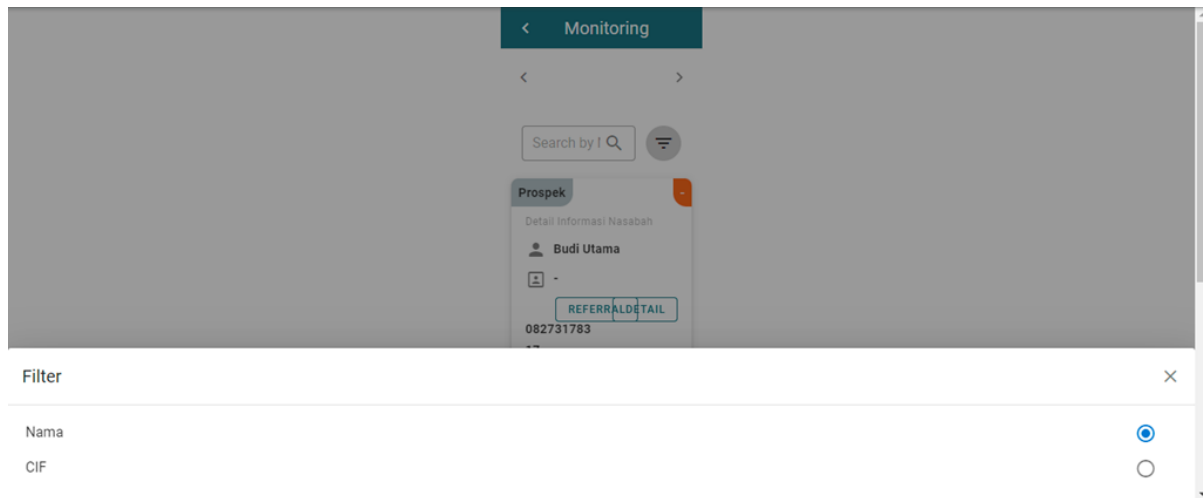 Monitoring
Search by
Prospek
-
Detail Informasi Nasabah
Budi Utama
-
REFERRAL DETAIL
082731783
Filter
Nama
CIF